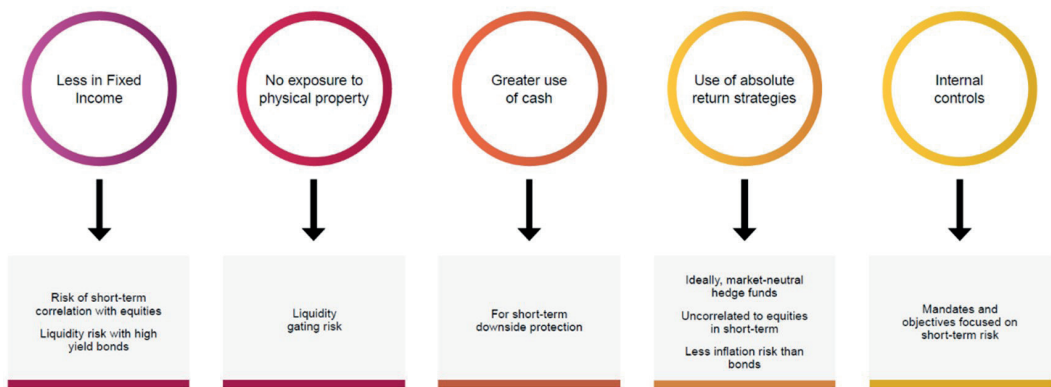 Less in Fixed
Income
No exposure to
physical property
Greater use
of cash
Use of absolute
return strategies
Internal
controls
Risk of short-term
correlation with equities
Liquidity risk with high
yield bonds
Liquidity
gating risk
For short-term
downside protection
Ideally, market-neutral
hedge funds
Uncorrelated to equities
in short-term
Less inflation risk than
bonds
Mandates and
objectives focused on
short-term risk